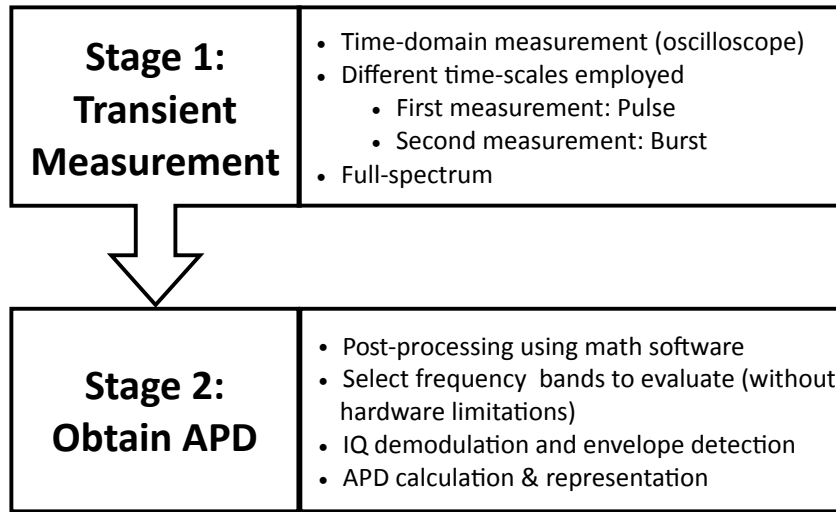 Stage 1:
Transient
Measurement
• Time-domain measurement (oscilloscope)
• Different time-scales employed
• First measurement: Pulse
• Second measurement: Burst
• Full-spectrum
Stage 2:
Obtain APD
• Post-processing using math software
• Select frequency bands to evaluate (without
hardware limitations)
• IQ demodulation and envelope detection
• APD calculation & representation